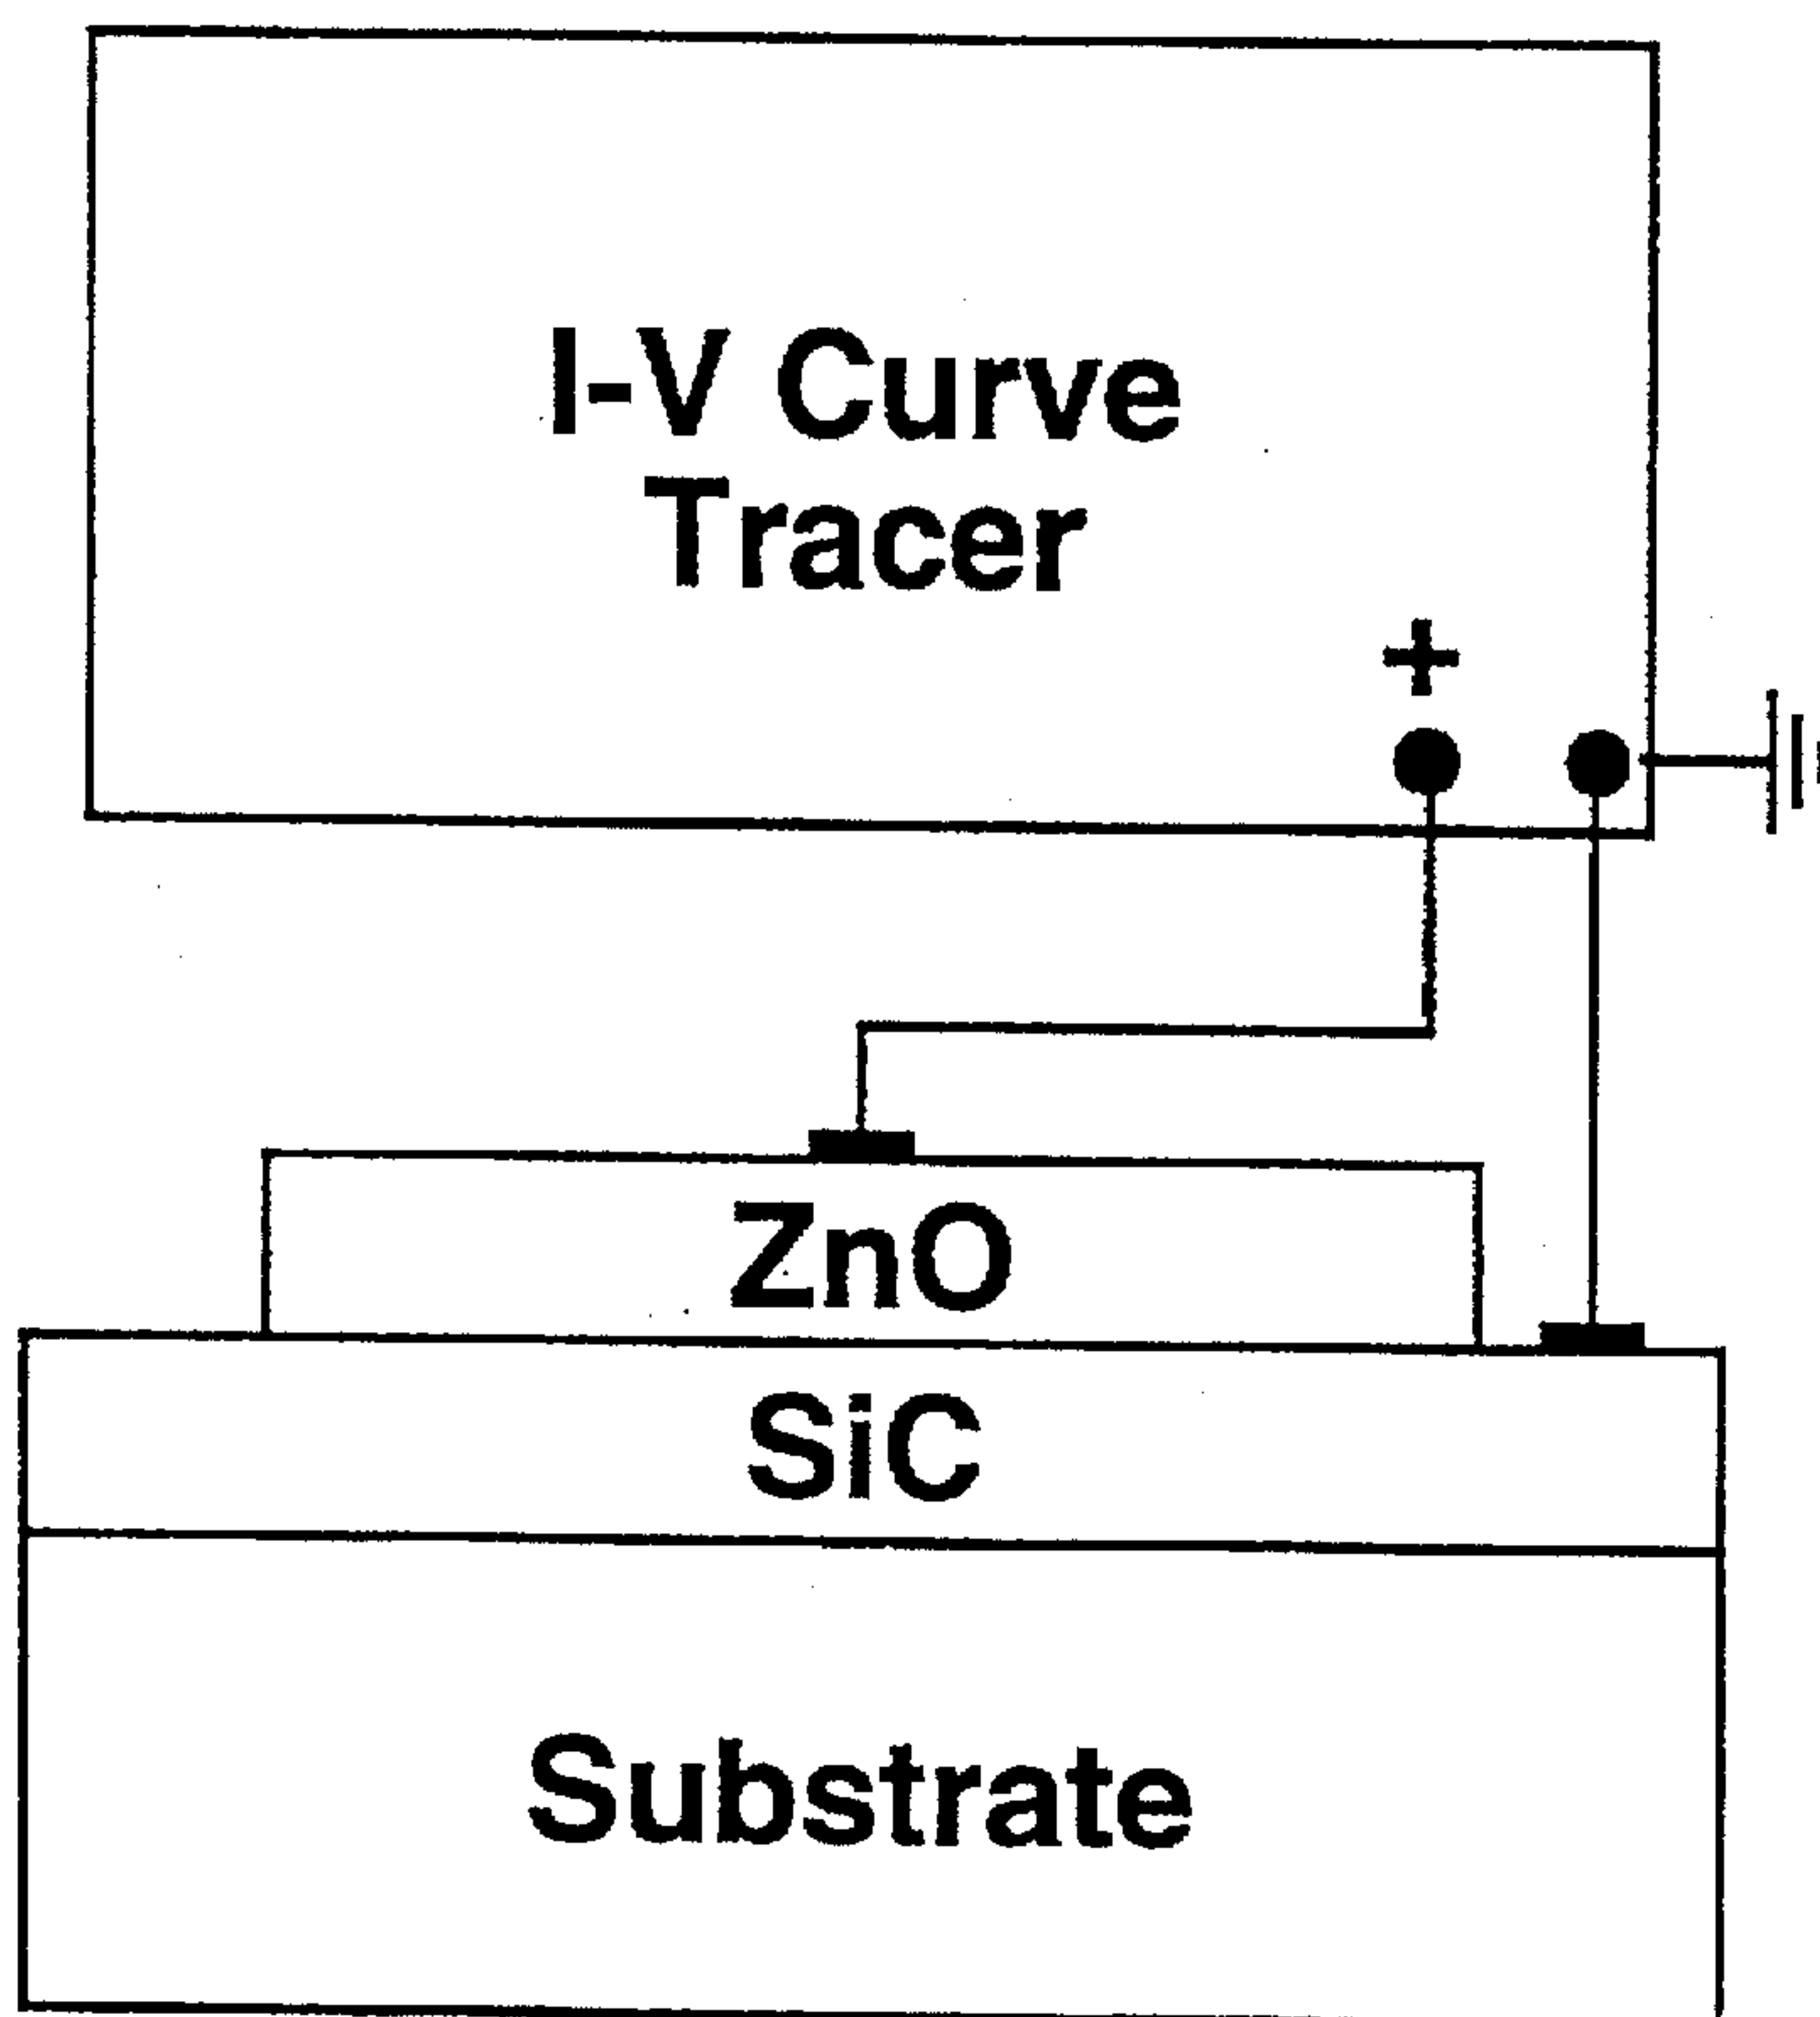 I-V Curve
Tracer
+
ZnO
SiC
Substrate